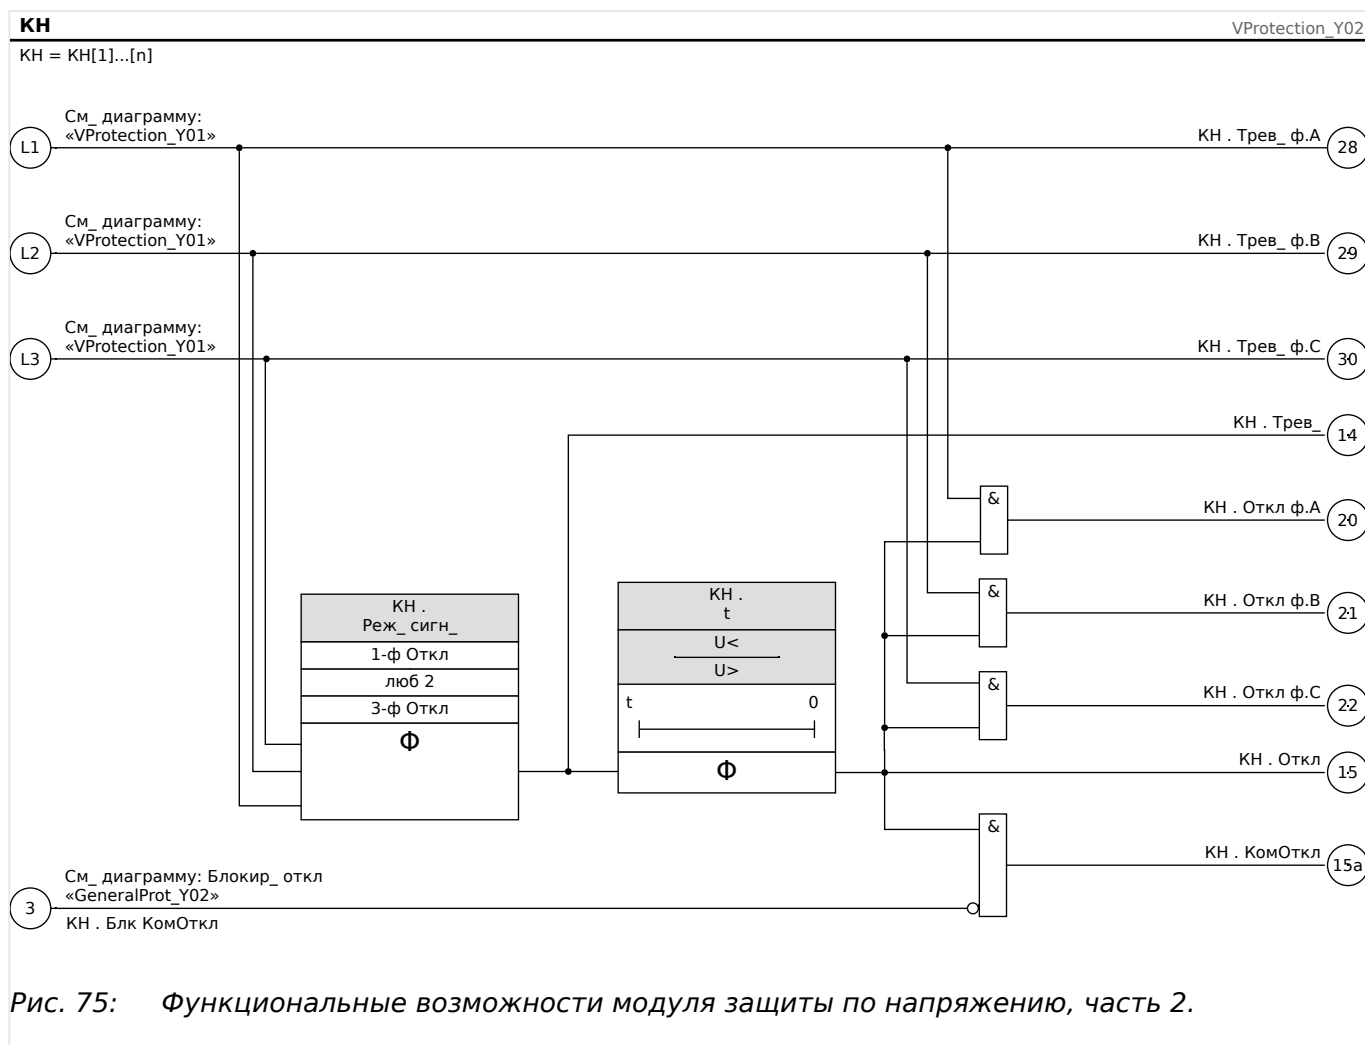 КН
VProtection_Y02
КН = КН[1]...[n]
См_ диаграмму:
«VProtection_Y01»
L1
КН . Трев_ ф.A
28
См_ диаграмму:
«VProtection_Y01»
L2
КН . Трев_ ф.B
29
См_ диаграмму:
«VProtection_Y01»
L3
КН . Трев_ ф.C
30
КН . Трев_
14
&
КН . Откл ф.A
20
&
КН . Откл ф.B
21
КН .
Реж_ сигн_
1-ф Откл
люб 2
3-ф Откл
Φ
КН .
t
U<
U>
t
0
Φ
&
КН . Откл ф.C
22
КН . Откл
15
&
КН . КомОткл
15a
См_ диаграмму: Блокир_ откл
«GeneralProt_Y02»
3
КН . Блк КомОткл
Рис. 75: Функциональные возможности модуля защиты по напряжению, часть 2.